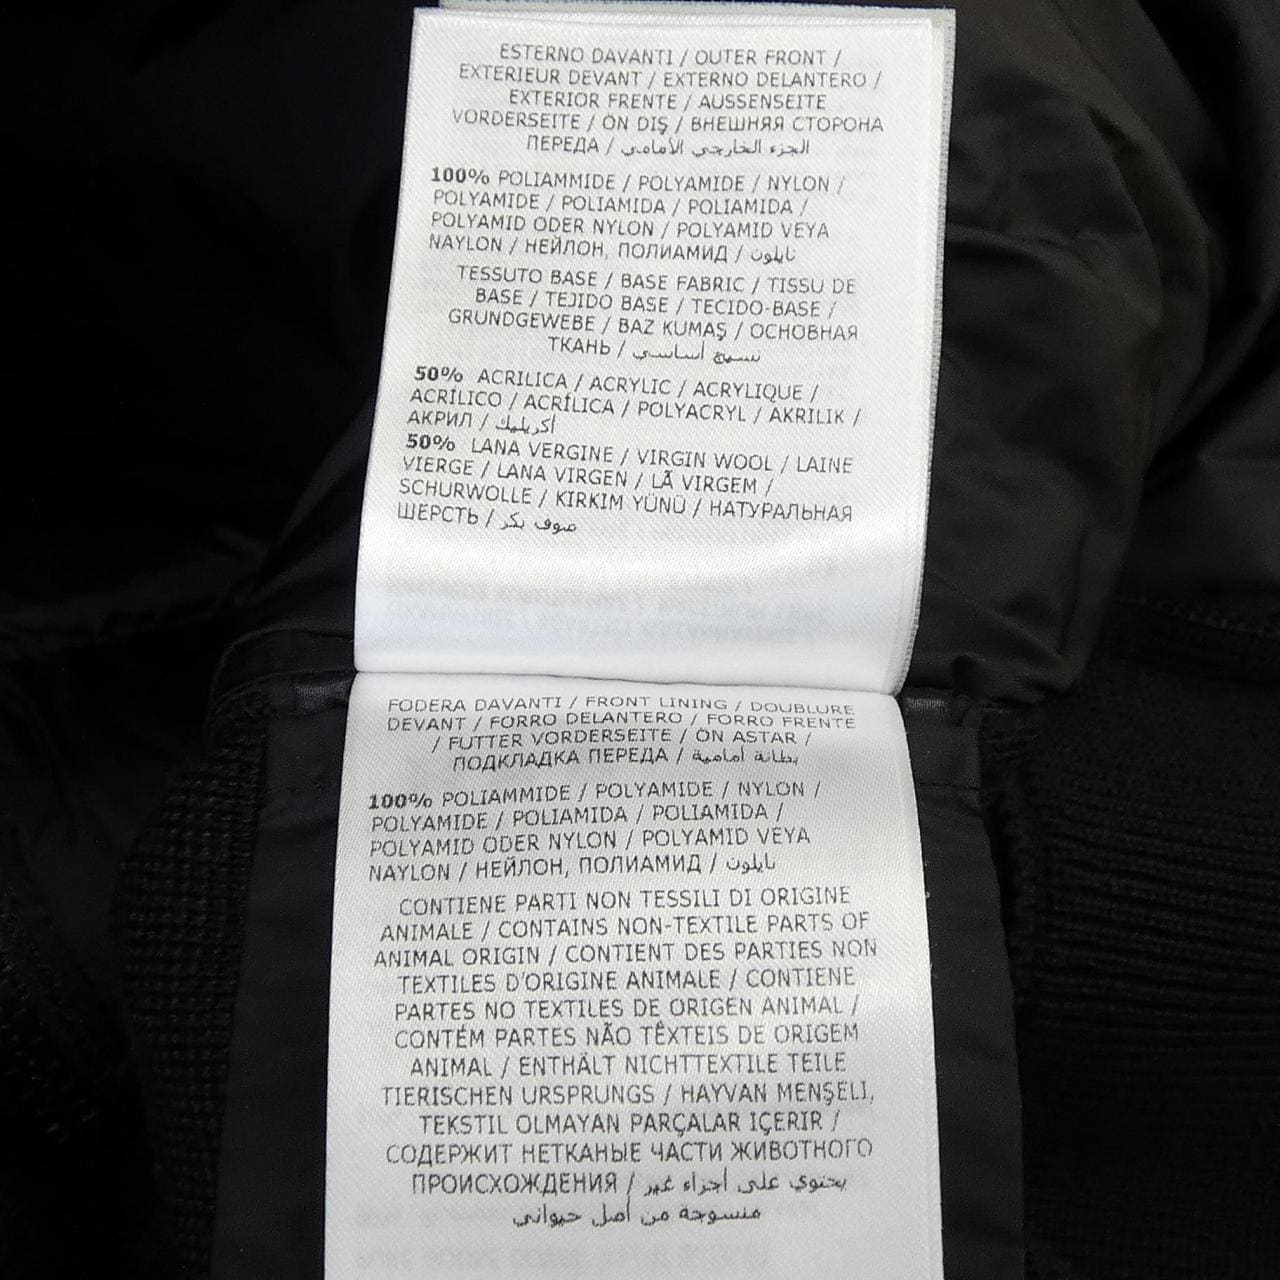 ESTERNO DAVANTI / OUTER FRONT /
EXTERIEUR DEVANT / EXTERNO DELANTERO /
EXTERIOR FRENTE / AUSSENSEITE
VORDERSEITE / ÖN DIŞ / ВНЕШНЯЯ СТОРОНА
ПЕРЕДА / الجزء الخارجي الأمامي
100% POLIAMMIDE / POLYAMIDE / NYLON /
POLYAMIDE / POLIAMIDA / POLIAMIDA /
POLYAMID ODER NYLON / POLYAMID VEYA
NAYLON / НЕЙЛОН, ПОЛИАМИД / نايلون
TESSUTO BASE / BASE FABRIC / TISSU DE
BASE / TEJIDO BASE / TECIDO-BASE /
GRUNDGEWEBE / BAZ KUMAŞ / ОСНОВНАЯ
ТКАНЬ / نسيج أساسي
50% ACRILICA / ACRYLIC / ACRYLIQUE /
ACRÍLICO / ACRÍLICA / POLYACRYL / AKRILIK /
АКРИЛ / أكريليك
50% LANA VERGINE / VIRGIN WOOL / LAINE
VIERGE / LANA VIRGEN / LÃ VIRGEM /
SCHURWOLLE / KIRKIM YÜNÜ / НАТУРАЛЬНАЯ
ШЕРСТЬ / صوف بكر
FODERA DAVANTI / FRONT LINING / DOUBLURE
DEVANT / FORRO DELANTERO / FORRO FRENTE
/ FUTTER VORDERSEITE / ÖN ASTAR /
ПОДКЛАДКА ПЕРЕДА / بطانة أمامية
100% POLIAMMIDE / POLYAMIDE / NYLON /
POLYAMIDE / POLIAMIDA / POLIAMIDA /
POLYAMID ODER NYLON / POLYAMID VEYA
NAYLON / НЕЙЛОН, ПОЛИАМИД / نايلون
CONTIENE PARTI NON TESSILI DI ORIGINE
ANIMALE / CONTAINS NON-TEXTILE PARTS OF
ANIMAL ORIGIN / CONTIENT DES PARTIES NON
TEXTILES D'ORIGINE ANIMALE / CONTIENE
PARTES NO TEXTILES DE ORIGEN ANIMAL /
CONTÉM PARTES NÃO TÊXTEIS DE ORIGEM
ANIMAL / ENTHÄLT NICHTTEXTILE TEILE
TIERISCHEN URSPRUNGS / HAYVAN MENŞELI,
TEKSTIL OLMAYAN PARÇALAR IÇERIR /
СОДЕРЖИТ НЕТКАНЫЕ ЧАСТИ ЖИВОТНОГО
ПРОИСХОЖДЕНИЯ / يحتوي على أجزاء غير
منسوجة من أصل حيواني